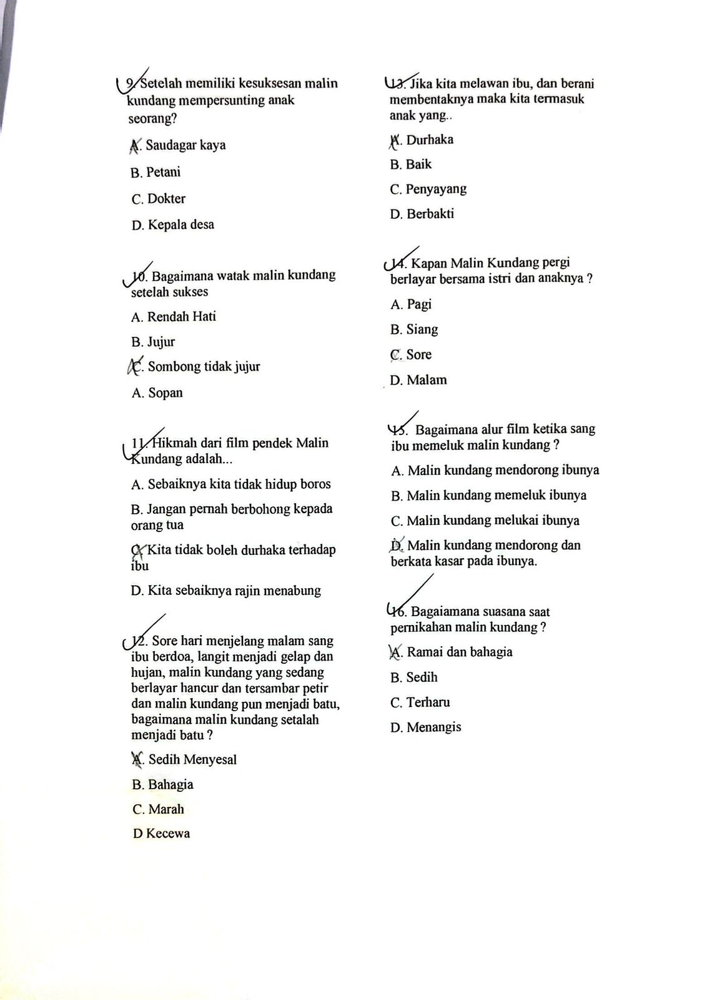 9. Setelah memiliki kesuksesan malin
kundang mempersunting anak
seorang?
A. Saudagar kaya
B. Petani
C. Dokter
D. Kepala desa
10. Bagaimana watak malin kundang
setelah sukses
A. Rendah Hati
B. Jujur
C. Sombong tidak jujur
A. Sopan
11. Hikmah dari film pendek Malin
Kundang adalah...
A. Sebaiknya kita tidak hidup boros
B. Jangan pernah berbohong kepada
orang tua
C. Kita tidak boleh durhaka terhadap
ibu
D. Kita sebaiknya rajin menabung
12. Sore hari menjelang malam sang
ibu berdoa, langit menjadi gelap dan
hujan, malin kundang yang sedang
berlayar hancur dan tersambar petir
dan malin kundang pun menjadi batu,
bagaimana malin kundang setalah
menjadi batu ?
A. Sedih Menyesal
B. Bahagia
C. Marah
D Kecewa
13. Jika kita melawan ibu, dan berani
membentaknya maka kita termasuk
anak yang..
A. Durhaka
B. Baik
C. Penyayang
D. Berbakti
14. Kapan Malin Kundang pergi
berlayar bersama istri dan anaknya ?
A. Pagi
B. Siang
C. Sore
D. Malam
15. Bagaimana alur film ketika sang
ibu memeluk malin kundang ?
A. Malin kundang mendorong ibunya
B. Malin kundang memeluk ibunya
C. Malin kundang melukai ibunya
D. Malin kundang mendorong dan
berkata kasar pada ibunya.
16. Bagaiamana suasana saat
pernikahan malin kundang ?
A. Ramai dan bahagia
B. Sedih
C. Terharu
D. Menangis